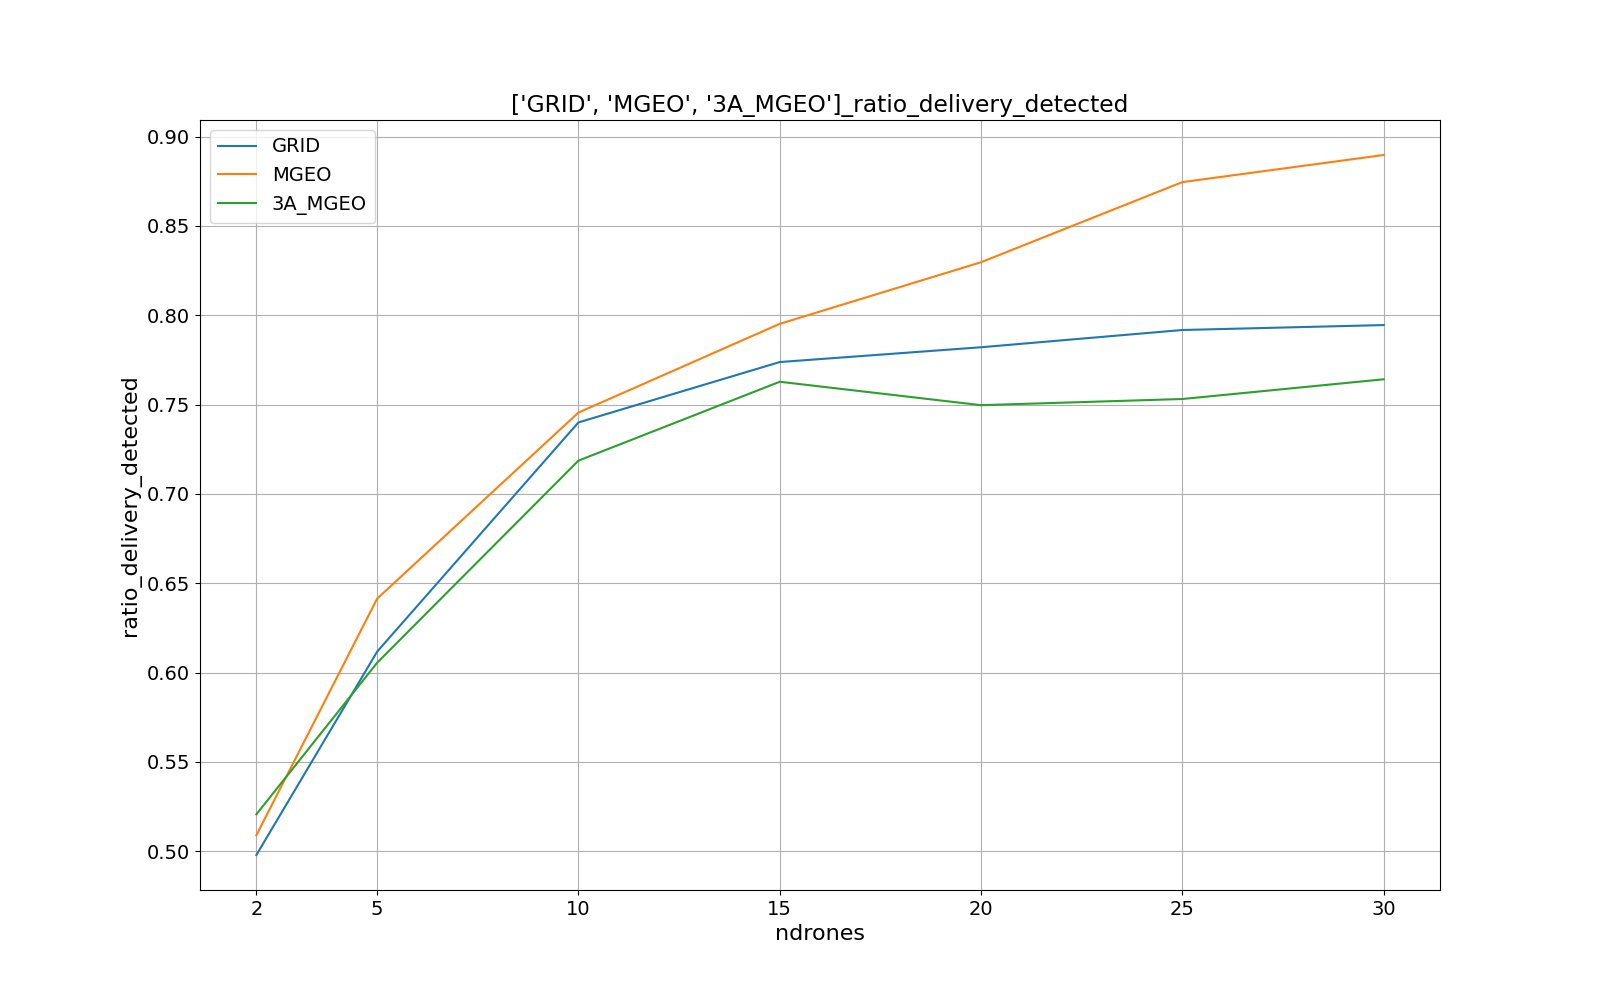 ['GRID', 'MGEO', '3A_MGEO']_ratio_delivery_detected
GRID
MGEO
3A_MGEO
ratio_delivery_detected
0.90
0.85
0.80
0.75
0.70
0.65
0.60
0.55
0.50
2 5 10 15 20 25 30
ndrones